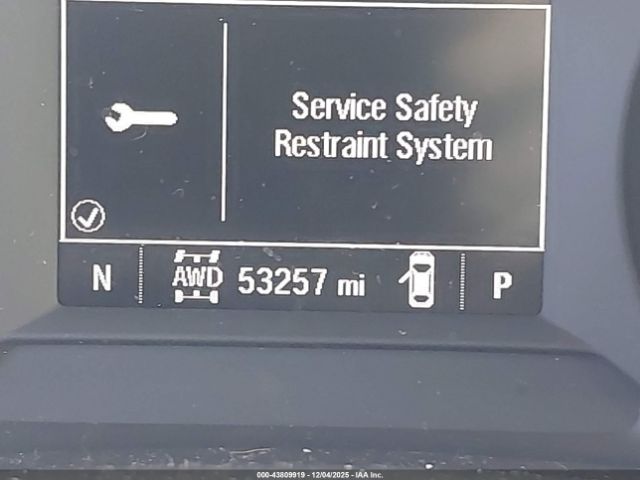 Service Safety
Restraint System
N AWD 53257 mi P
000-43809919 - 12/04/2025 - IAA Inc.